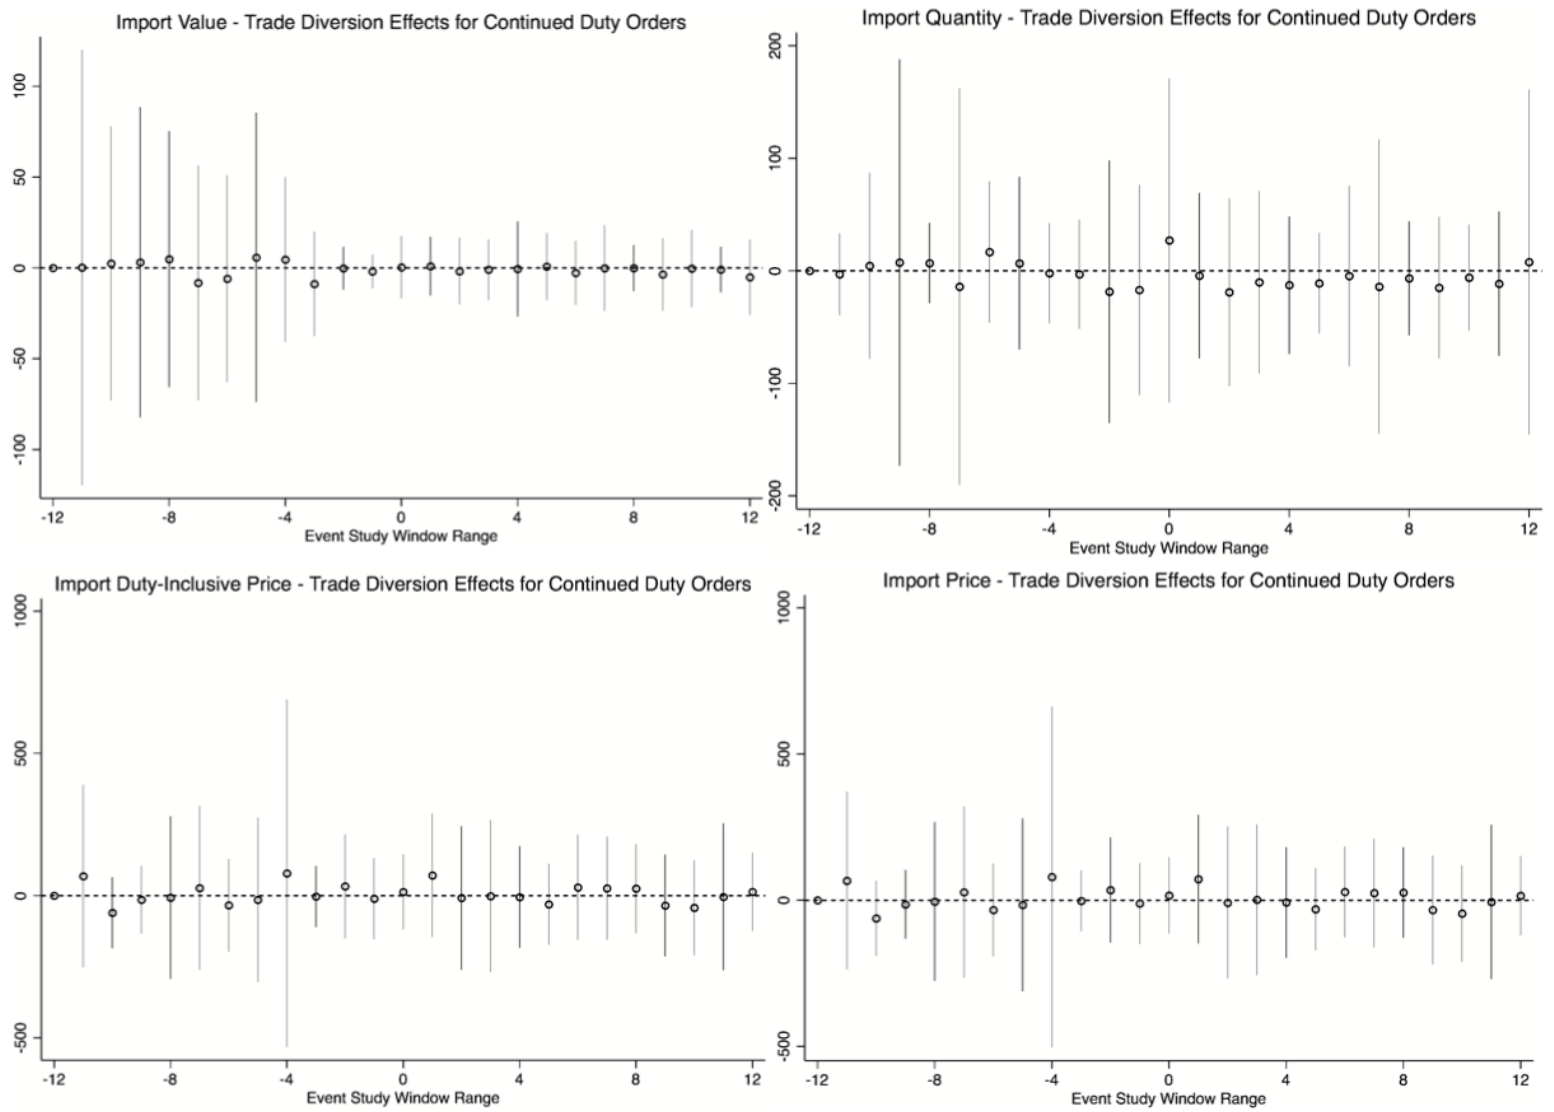 Import Value - Trade Diversion Effects for Continued Duty Orders
100
50
0
-50
-100
-12 -8 -4 0 4 8 12
Event Study Window Range
Import Quantity - Trade Diversion Effects for Continued Duty Orders
200
100
0
-100
-200
-12 -8 -4 0 4 8 12
Event Study Window Range
Import Duty-Inclusive Price - Trade Diversion Effects for Continued Duty Orders
1000
500
0
-500
-12 -8 -4 0 4 8 12
Event Study Window Range
Import Price - Trade Diversion Effects for Continued Duty Orders
1000
500
0
-500
-12 -8 -4 0 4 8 12
Event Study Window Range